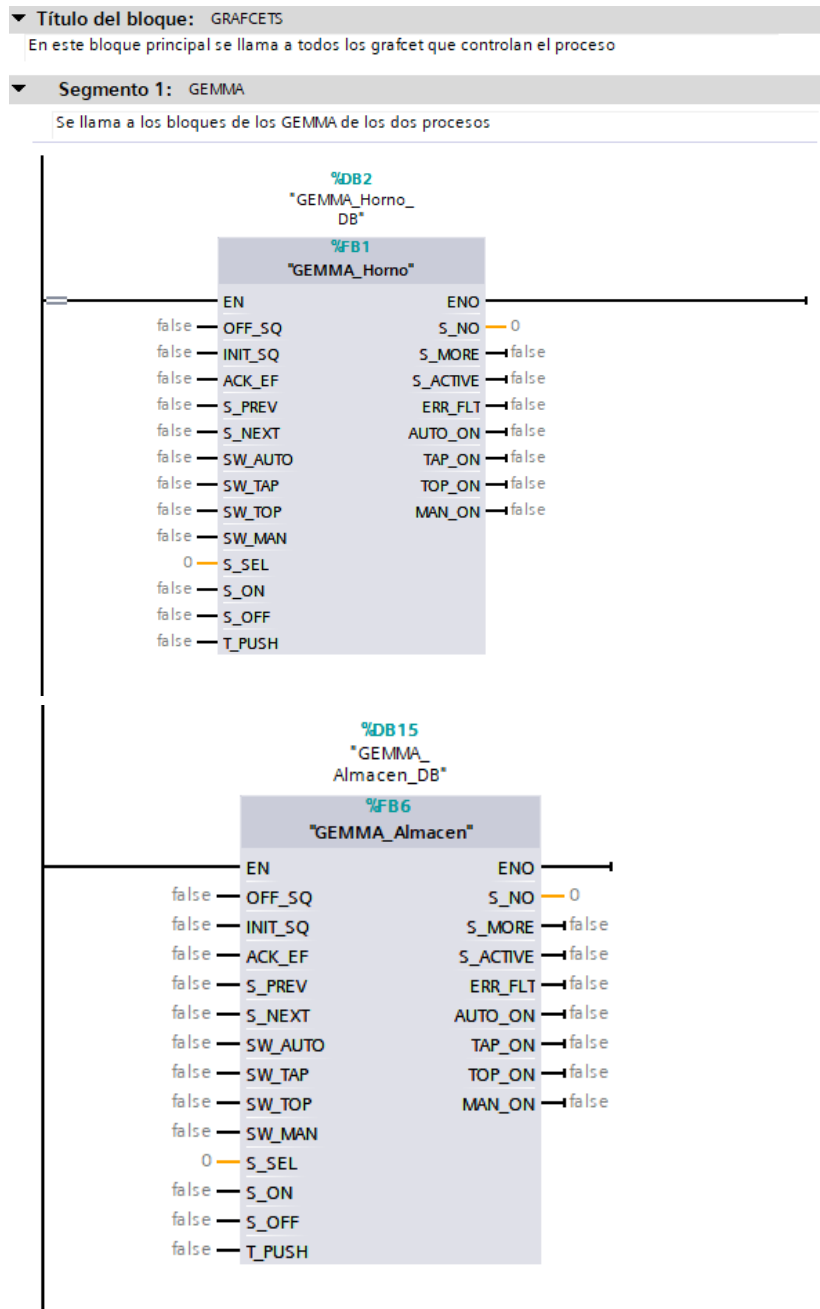 Título del bloque: GRAFCETS
En este bloque principal se llama a todos los grafcet que controlan el proceso
Segmento 1: GEMMA
Se llama a los bloques de los GEMMA de los dos procesos
%DB2
"GEMMA_Horno_
DB"
%FB1
"GEMMA_Horno"
EN ENO
false OFF_SQ S_NO 0
false INIT_SQ S_MORE false
false ACK_EF S_ACTIVE false
false S_PREV ERR_FLT false
false S_NEXT AUTO_ON false
false SW_AUTO TAP_ON false
false SW_TAP TOP_ON false
false SW_TOP MAN_ON false
false SW_MAN
0 S_SEL
false S_ON
false S_OFF
false T_PUSH
%DB15
"GEMMA_
Almacen_DB"
%FB6
"GEMMA_Almacen"
EN ENO
false OFF_SQ S_NO 0
false INIT_SQ S_MORE false
false ACK_EF S_ACTIVE false
false S_PREV ERR_FLT false
false S_NEXT AUTO_ON false
false SW_AUTO TAP_ON false
false SW_TAP TOP_ON false
false SW_TOP MAN_ON false
false SW_MAN
0 S_SEL
false S_ON
false S_OFF
false T_PUSH